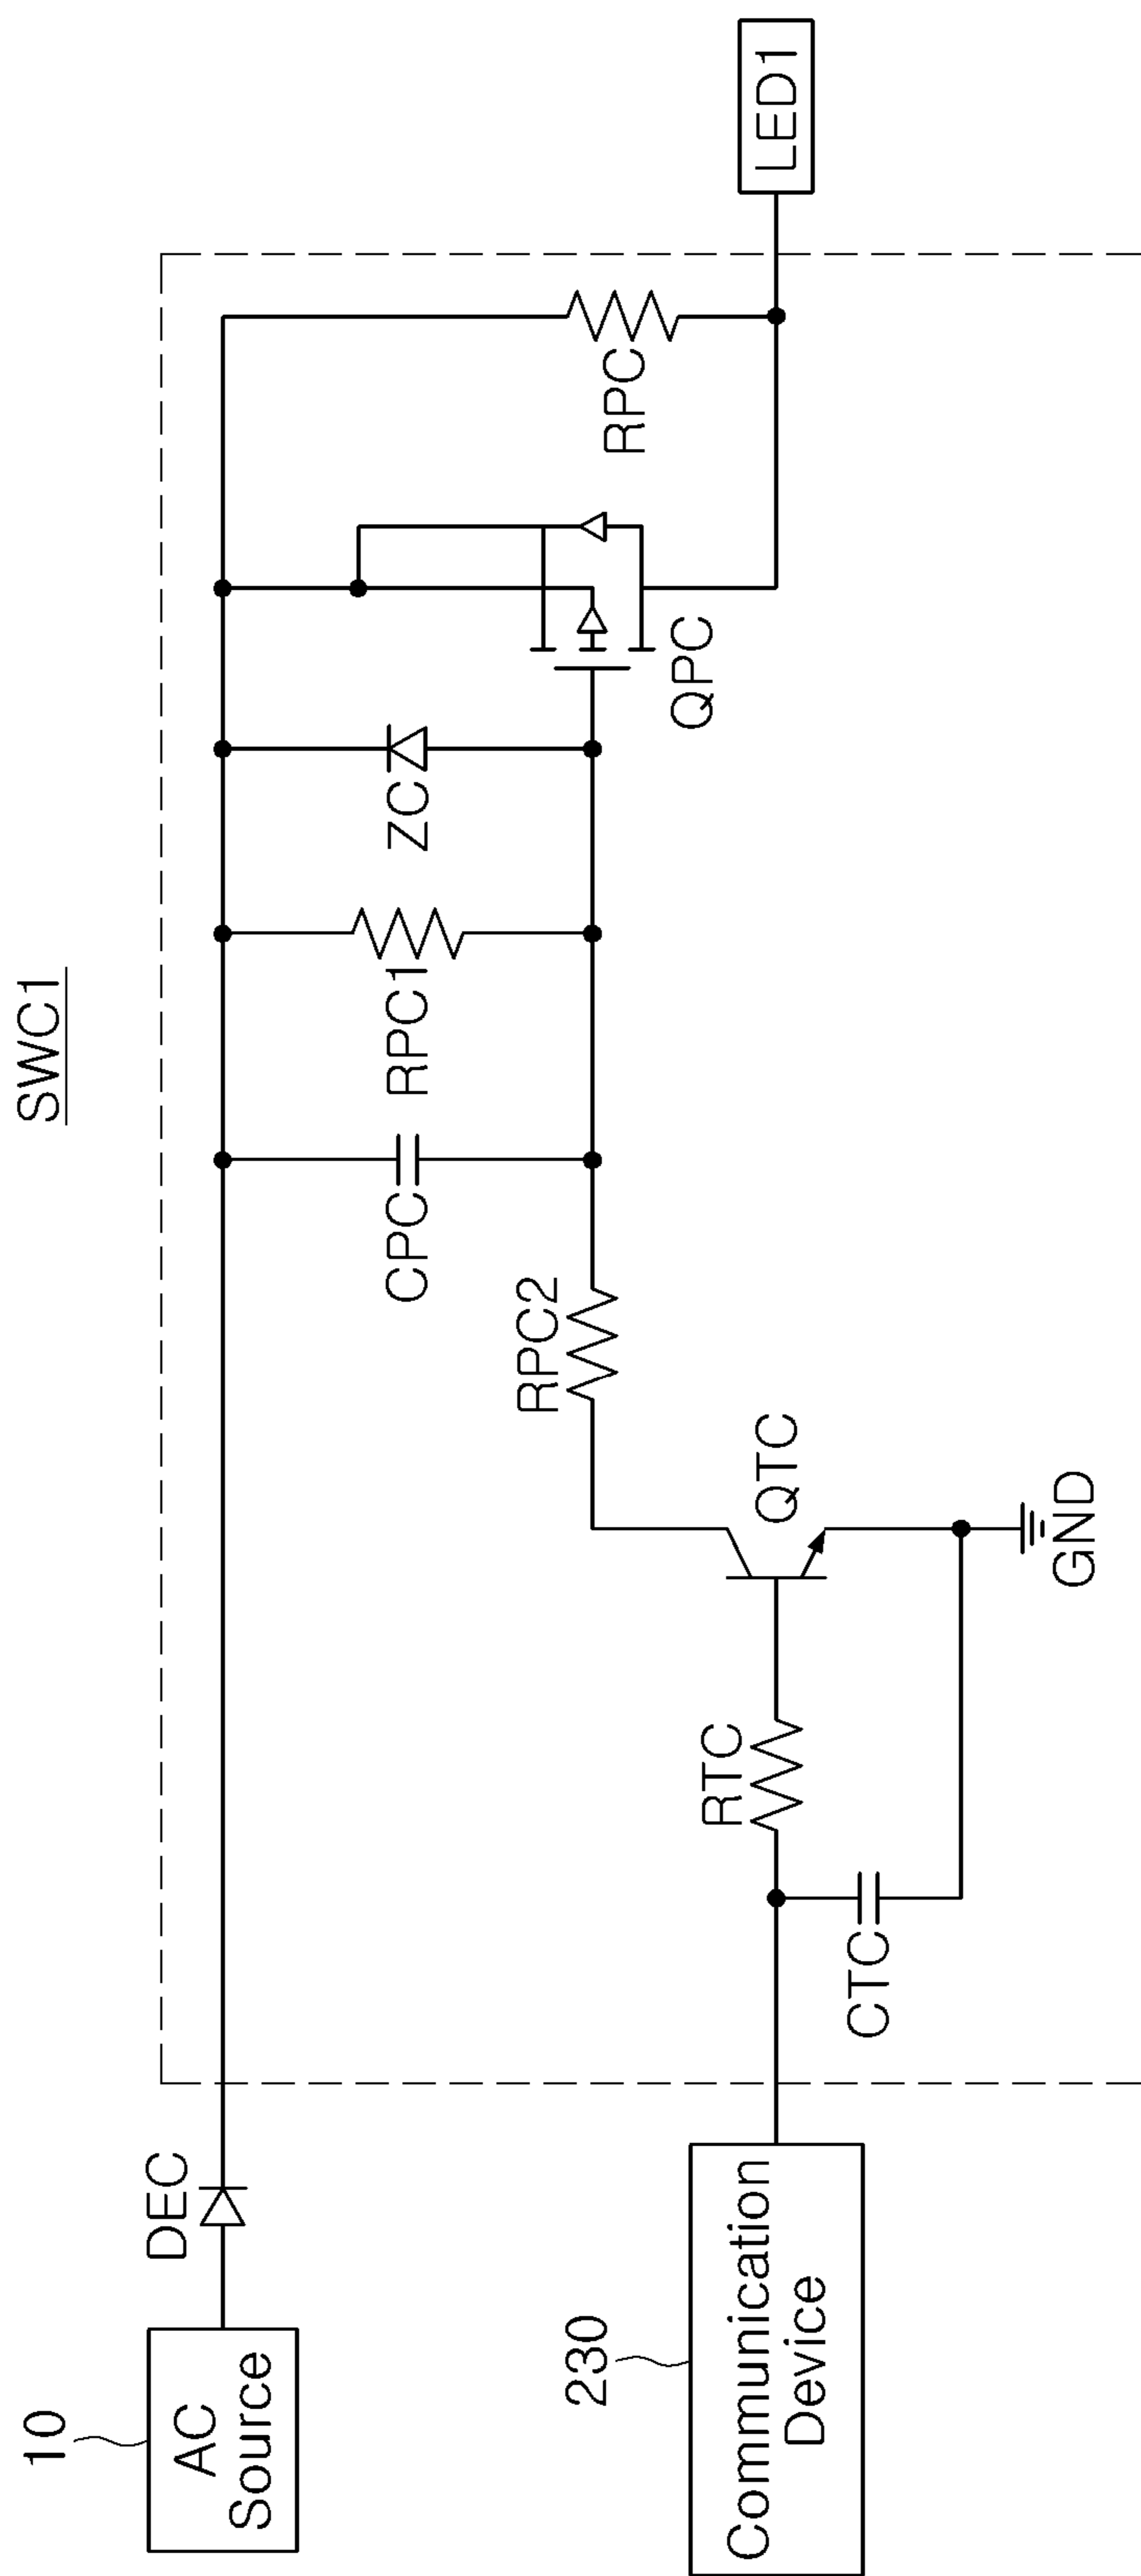 SWC1
10
AC
Source
DEC
CPC
RPC1
ZC
QPC
RPC
LED1
RPC2
230
Communication
Device
RTC
CTC
QTC
GND